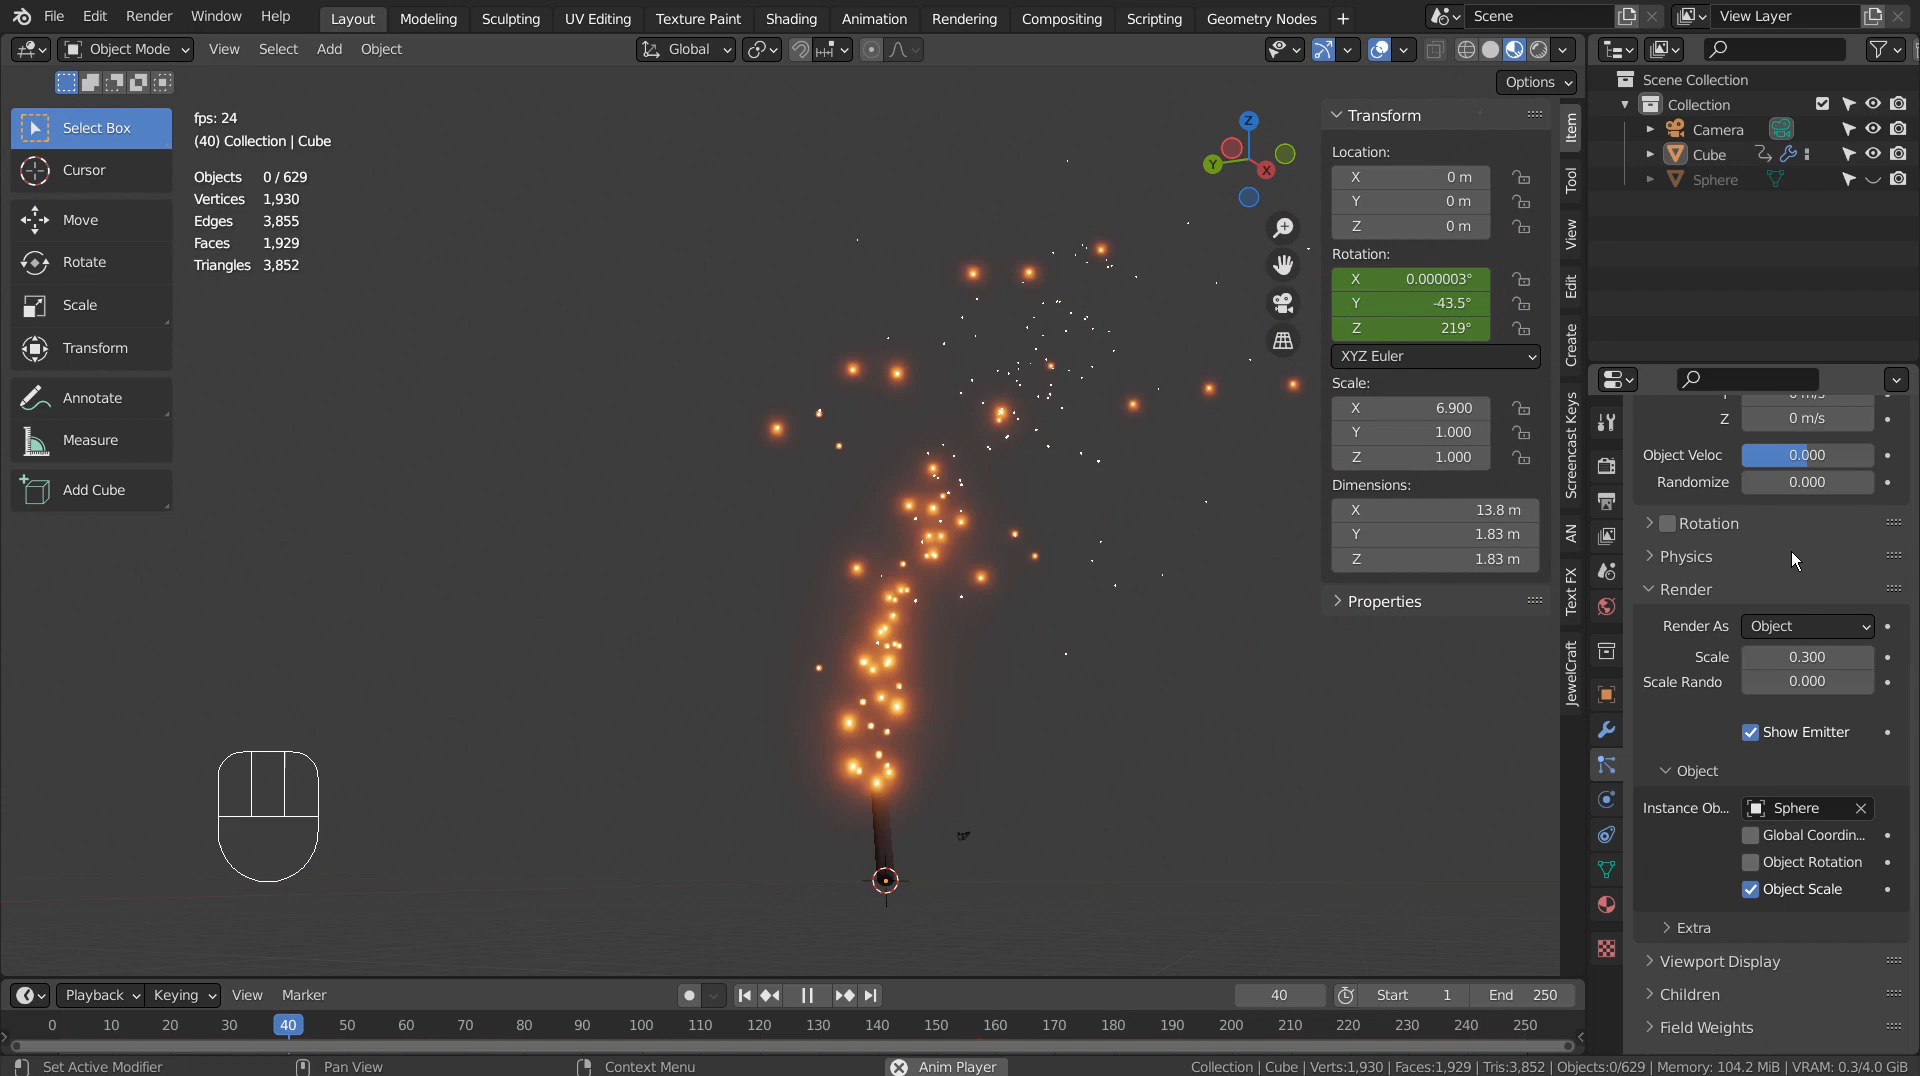 File Edit Render Window Help Layout Modeling Sculpting UV Editing Texture Paint Shading Animation Rendering Compositing Scripting Geometry Nodes + Scene View Layer
Object Mode View Select Add Object Global
Options
Select Box
Cursor
Move
Rotate
Scale
Transform
Annotate
Measure
Add Cube
fps: 24
(40) Collection | Cube
Objects 0 / 629
Vertices 1,930
Edges 3,855
Faces 1,929
Triangles 3,852
Z
Y
X
Transform
Location:
X 0 m
Y 0 m
Z 0 m
Rotation:
X 0.000003°
Y -43.5°
Z 219°
XYZ Euler
Scale:
X 6.900
Y 1.000
Z 1.000
Dimensions:
X 13.8 m
Y 1.83 m
Z 1.83 m
Properties
Item
Tool
View
Edit
Create
Screencast Keys
AN
Text FX
JewelCraft
Scene Collection
Collection
Camera
Cube
Sphere
Z 0 m/s
Object Veloc 0.000
Randomize 0.000
Rotation
Physics
Render
Render As Object
Scale 0.300
Scale Rando 0.000
Show Emitter
Object
Instance Ob... Sphere
Global Coordin...
Object Rotation
Object Scale
Extra
Viewport Display
Children
Field Weights
Playback Keying View Marker 40 Start 1 End 250
0 10 20 30 40 50 60 70 80 90 100 110 120 130 140 150 160 170 180 190 200 210 220 230 240 250
Set Active Modifier Pan View Context Menu Anim Player Collection | Cube | Verts:1,930 | Faces:1,929 | Tris:3,852 | Objects:0/629 | Memory: 104.2 MiB | VRAM: 0.3/4.0 GiB